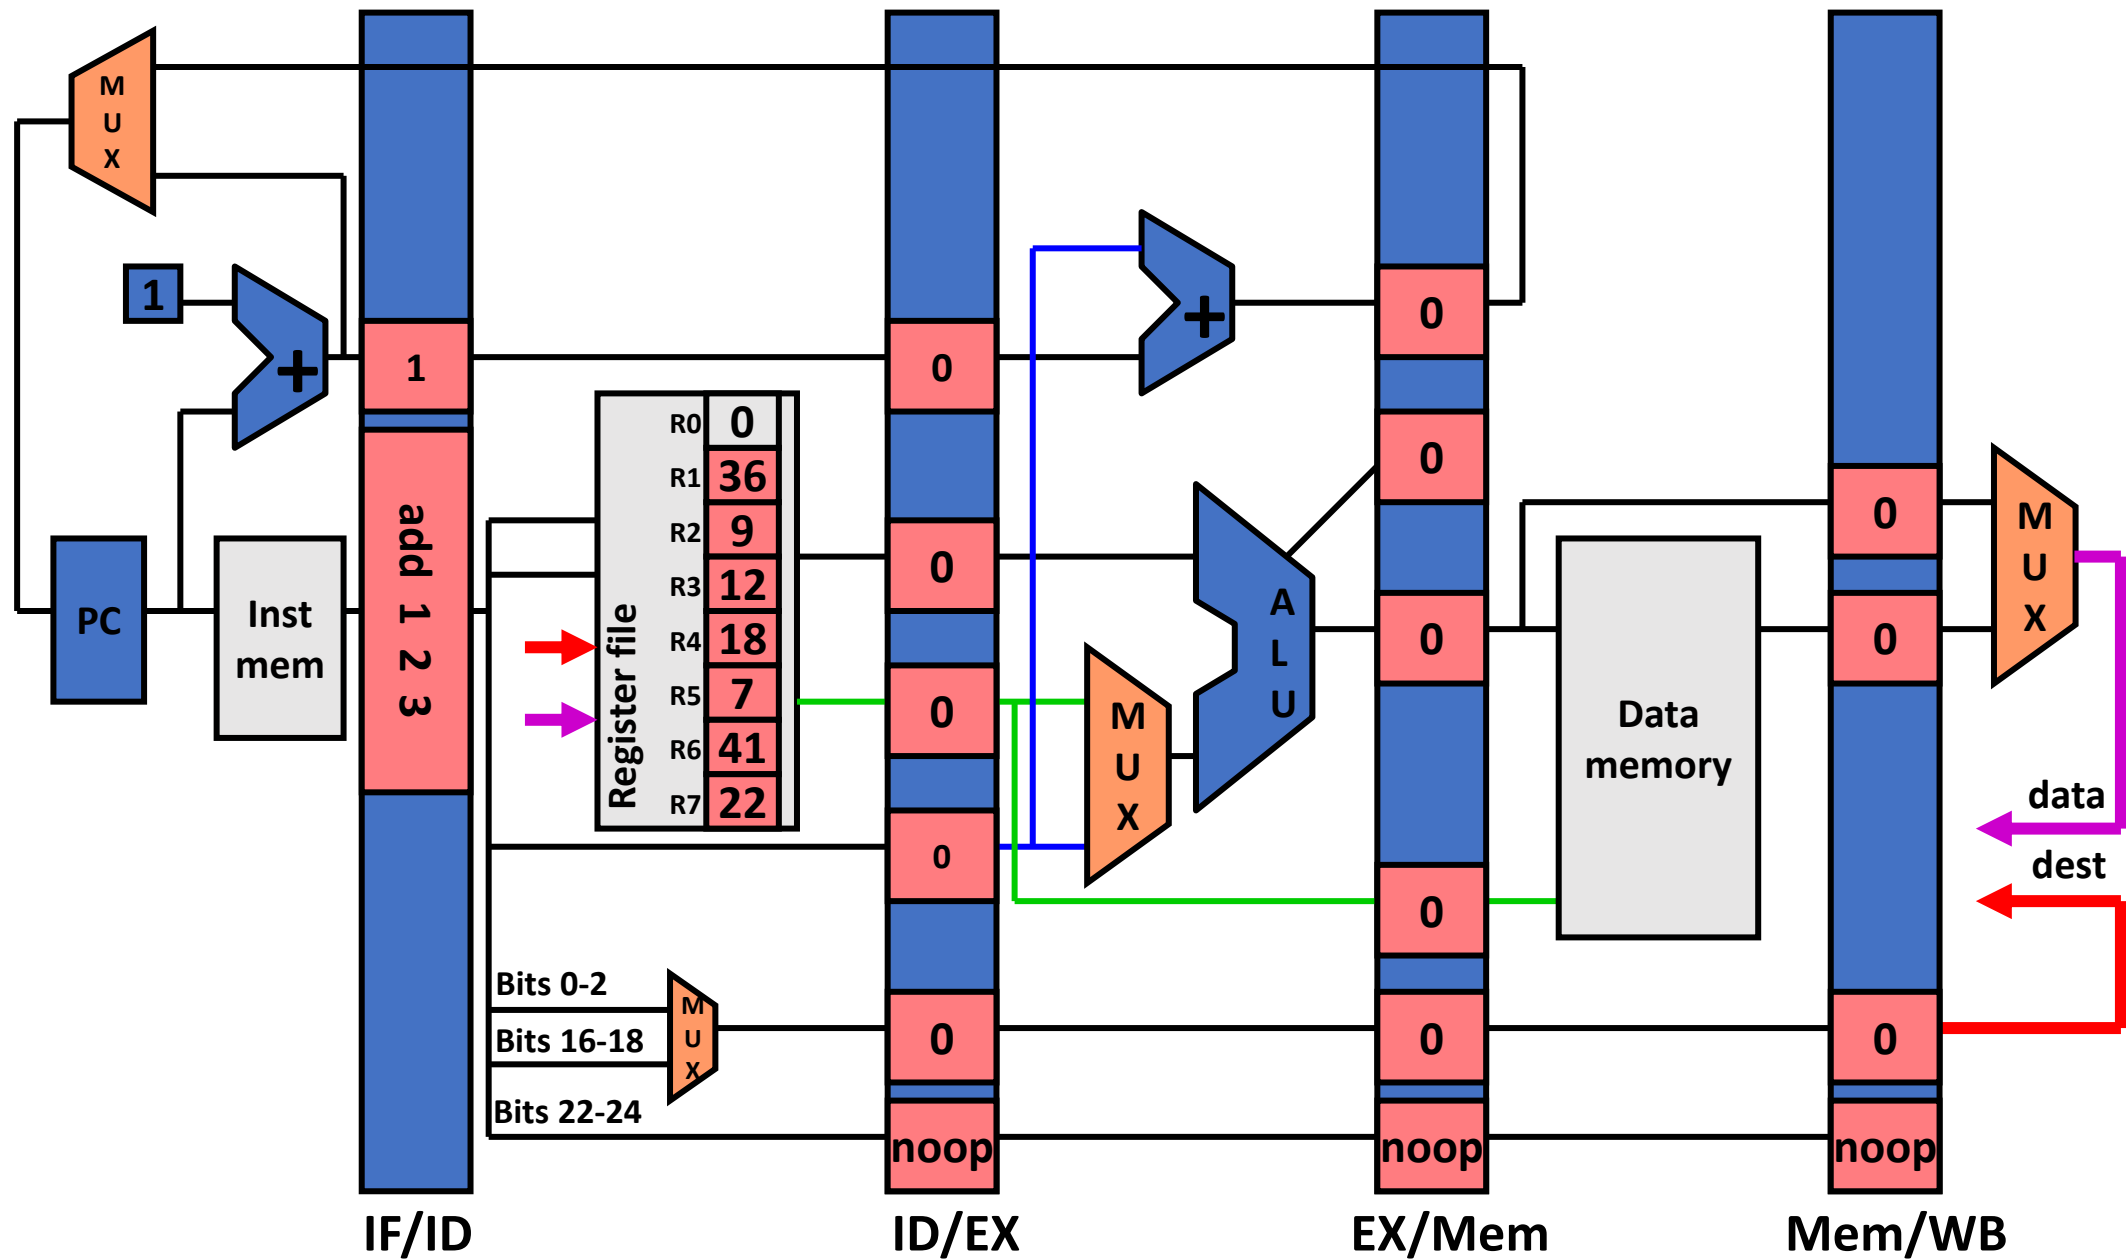 M
U
X
1
+
PC
Inst
mem
1
add 1 2 3
IF/ID
Register file
R0 0
R1 36
R2 9
R3 12
R4 18
R5 7
R6 41
R7 22
Bits 0-2
Bits 16-18
Bits 22-24
M
U
X
0
0
0
0
0
noop
ID/EX
+
M
U
X
A
L
U
0
0
0
0
0
noop
EX/Mem
Data
memory
0
0
0
noop
Mem/WB
M
U
X
data
dest